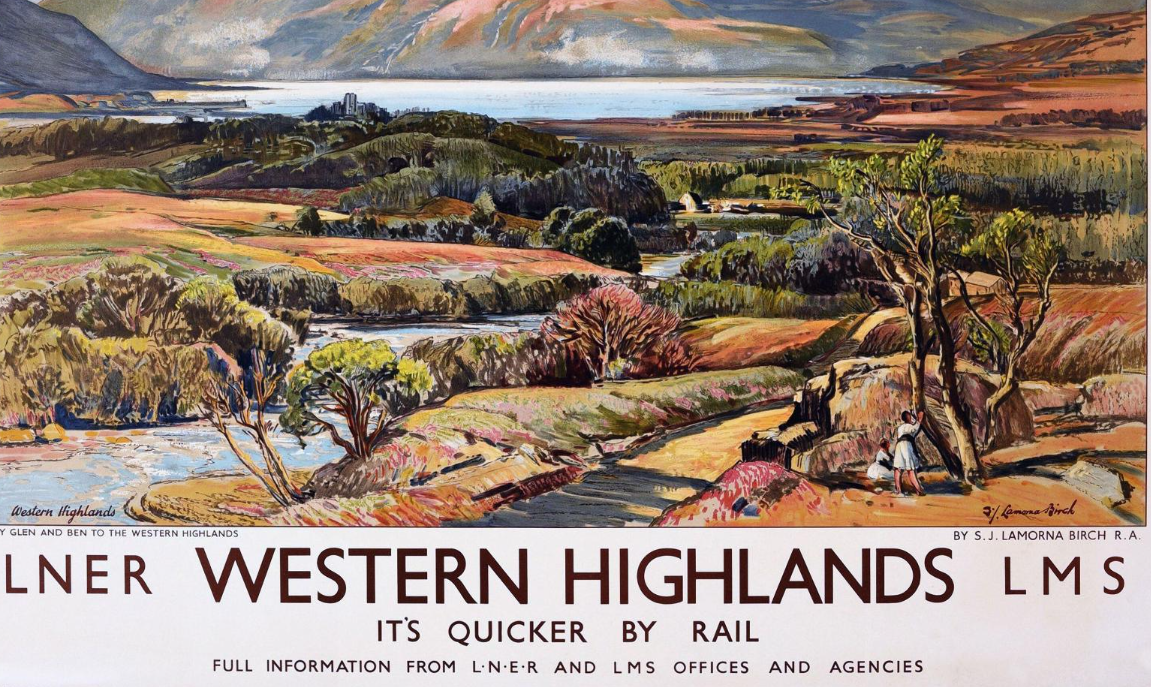 Western Highlands
S.J. Lamorna Birch
Y GLEN AND BEN TO THE WESTERN HIGHLANDS
BY S. J. LAMORNA BIRCH R. A.
LNER WESTERN HIGHLANDS LMS
IT'S QUICKER BY RAIL
FULL INFORMATION FROM L·N·E·R AND LMS OFFICES AND AGENCIES